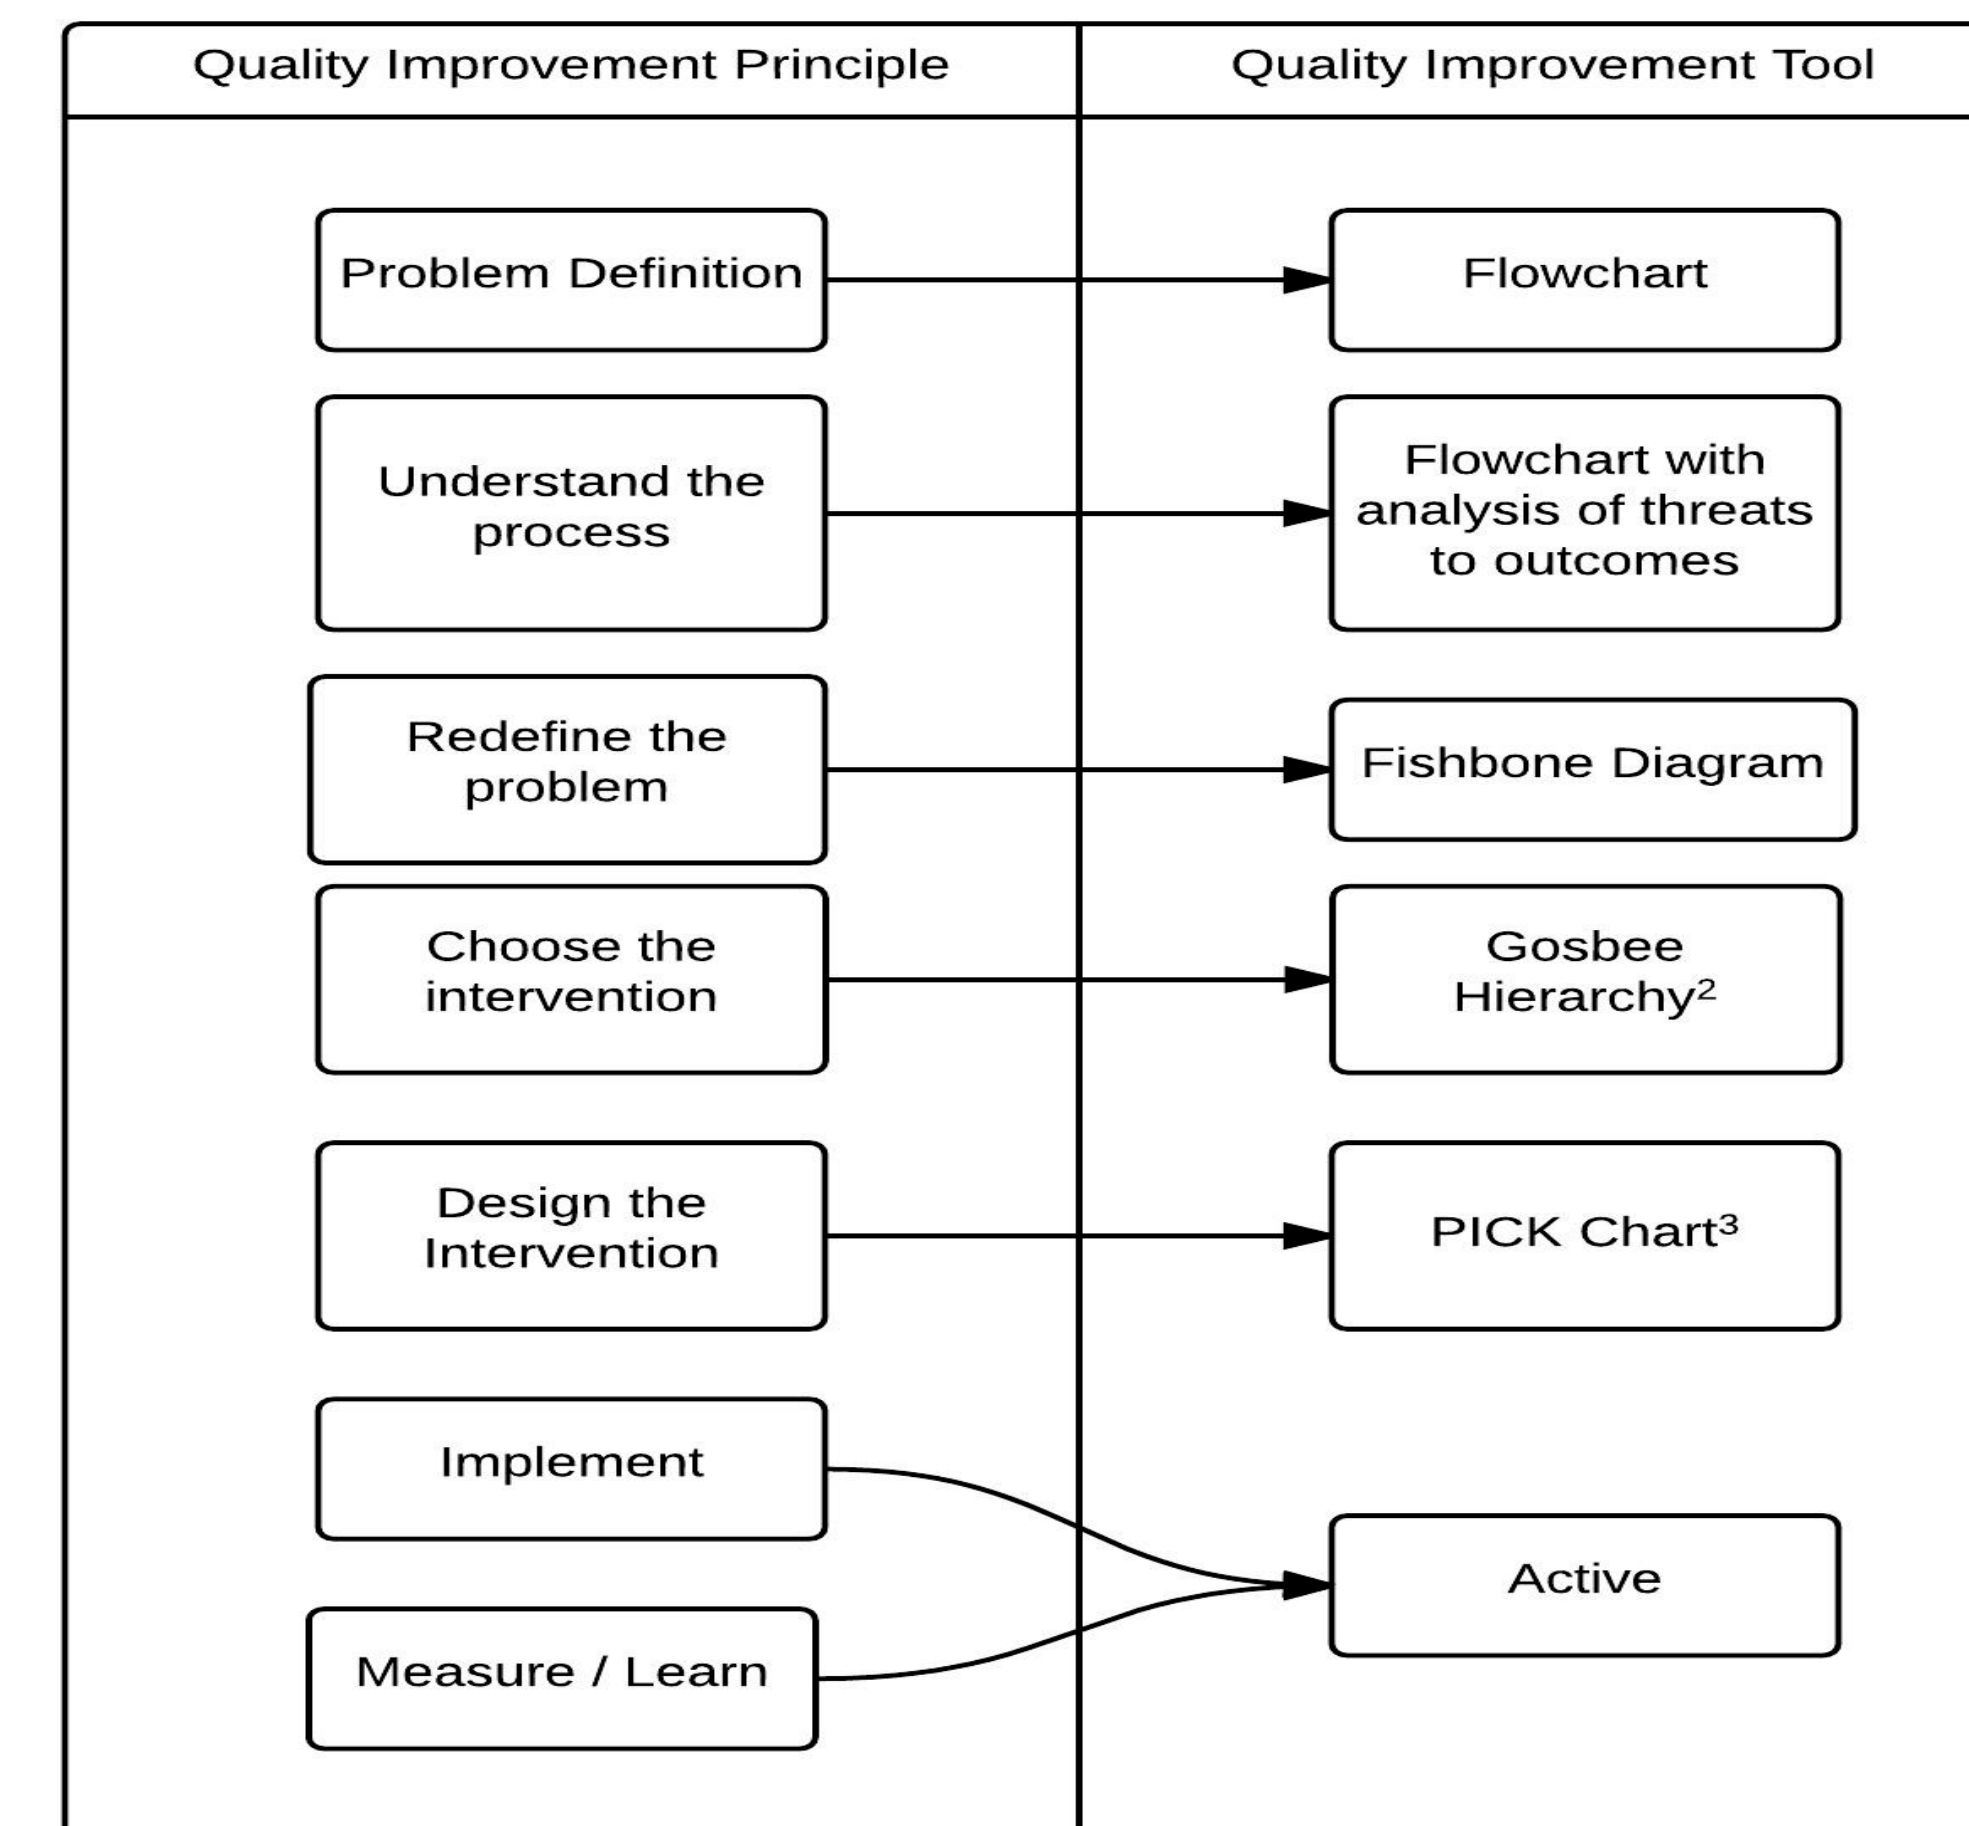 Quality Improvement Principle
Quality Improvement Tool
Problem Definition
Flowchart
Understand the
process
Flowchart with
analysis of threats
to outcomes
Redefine the
problem
Fishbone Diagram
Choose the
intervention
Gosbee
Hierarchy²
Design the
Intervention
PICK Chart³
Implement
Active
Measure / Learn